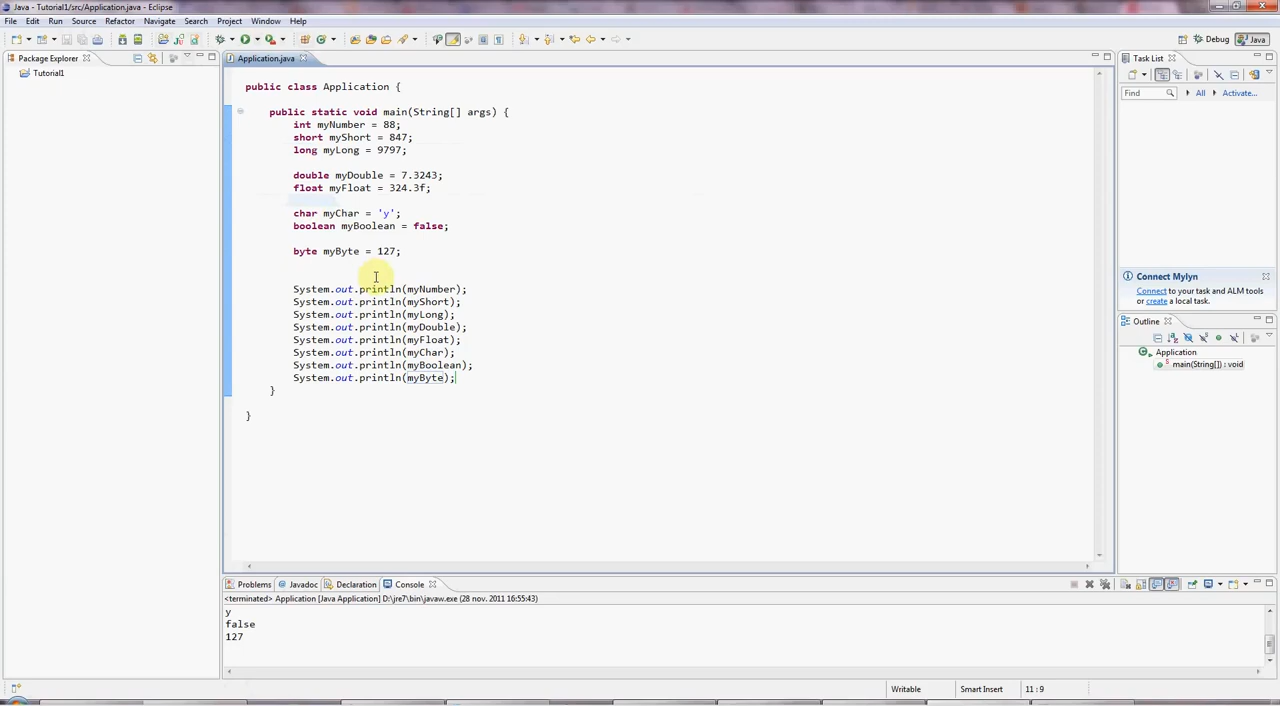 Java - Tutorial1/src/Application.java - Eclipse
File Edit Run Source Refactor Navigate Search Project Window Help
Debug Java
Package Explorer
Tutorial1
Application.java
public class Application {
public static void main(String[] args) {
int myNumber = 88;
short myShort = 847;
long myLong = 9797;
double myDouble = 7.3243;
float myFloat = 324.3f;
char myChar = 'y';
boolean myBoolean = false;
byte myByte = 127;
System.out.println(myNumber);
System.out.println(myShort);
System.out.println(myLong);
System.out.println(myDouble);
System.out.println(myFloat);
System.out.println(myChar);
System.out.println(myBoolean);
System.out.println(myByte);
}
}
Task List
Find All Activate...
Connect Mylyn
Connect to your task and ALM tools
or create a local task.
Outline
Application
main(String[]) : void
Problems Javadoc Declaration Console
<terminated> Application [Java Application] D:\jre7\bin\javaw.exe (28 nov. 2011 16:55:43)
y
false
127
Writable Smart Insert 11 : 9